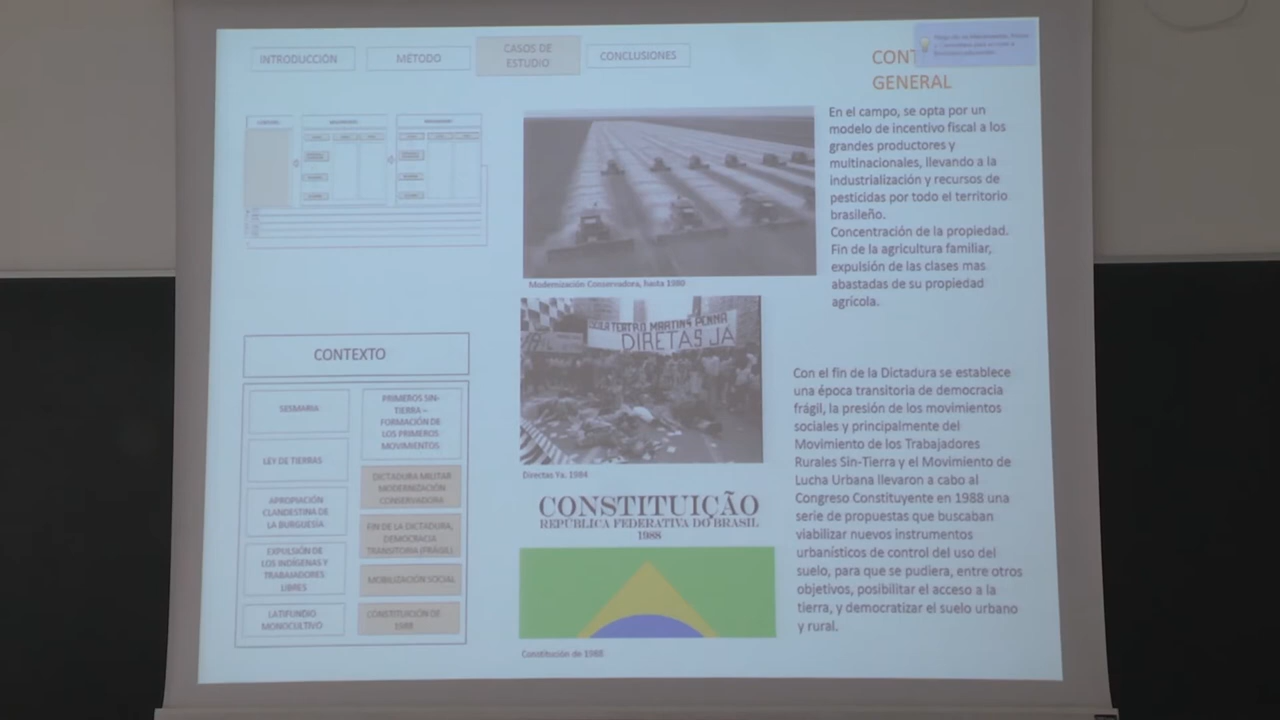 INTRODUCCIÓN
MÉTODO
CASOS DE
ESTUDIO
CONCLUSIONES
CONT
GENERAL
En el campo, se opta por un
modelo de incentivo fiscal a los
grandes productores y
multinacionales, llevando a la
industrialización y recursos de
pesticidas por todo el territorio
brasileño.
Concentración de la propiedad.
Fin de la agricultura familiar,
expulsión de las clases mas
abastadas de su propiedad
agrícola.
Modernización Conservadora, hasta 1980
TEATRO MARTINS PENNA
DIRETAS JÁ
Directas Ya. 1984
CONTEXTO
SESMARIA
LEY DE TIERRAS
APROPIACIÓN
CLANDESTINA DE
LA BURGUESÍA
EXPULSIÓN DE
LOS INDÍGENAS Y
TRABAJADORES
LIBRES
LATIFUNDIO
MONOCULTIVO
PRIMEROS SIN-
TIERRA –
FORMACIÓN DE
LOS PRIMEROS
MOVIMIENTOS
DICTADURA MILITAR
MODERNIZACIÓN
CONSERVADORA
FIN DE LA DICTADURA,
DEMOCRACIA
TRANSITORIA (FRÁGIL)
MOBILIZACIÓN SOCIAL
CONSTITUCIÓN DE
1988
CONSTITUIÇÃO
REPÚBLICA FEDERATIVA DO BRASIL
1988
Constitución de 1988
Con el fin de la Dictadura se establece
una época transitoria de democracia
frágil, la presión de los movimientos
sociales y principalmente del
Movimiento de los Trabajadores
Rurales Sin-Tierra y el Movimiento de
Lucha Urbana llevaron a cabo al
Congreso Constituyente en 1988 una
serie de propuestas que buscaban
viabilizar nuevos instrumentos
urbanísticos de control del uso del
suelo, para que se pudiera, entre otros
objetivos, posibilitar el acceso a la
tierra, y democratizar el suelo urbano
y rural.